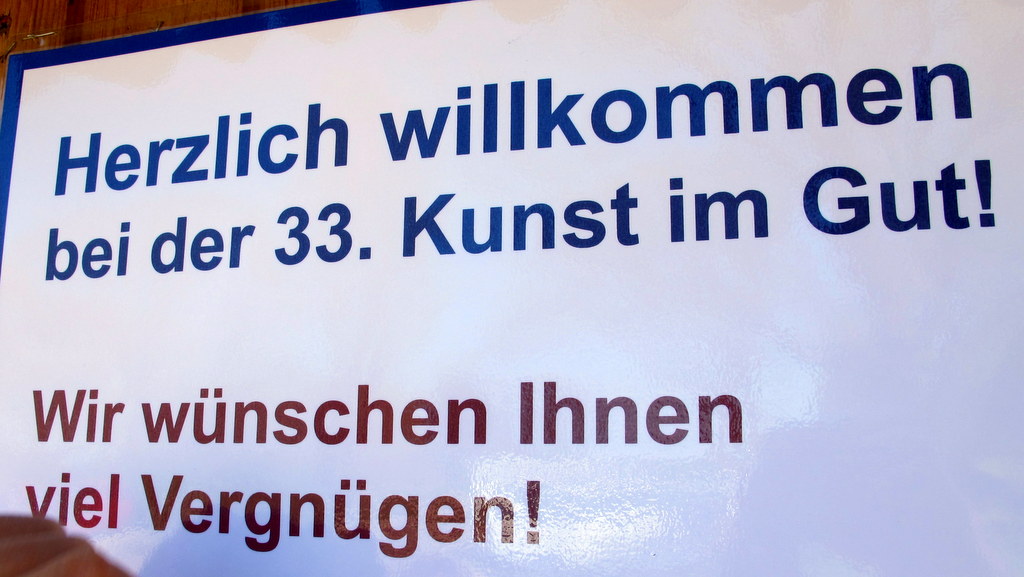 Herzlich willkommen
bei der 33. Kunst im Gut!
Wir wünschen Ihnen
viel Vergnügen!